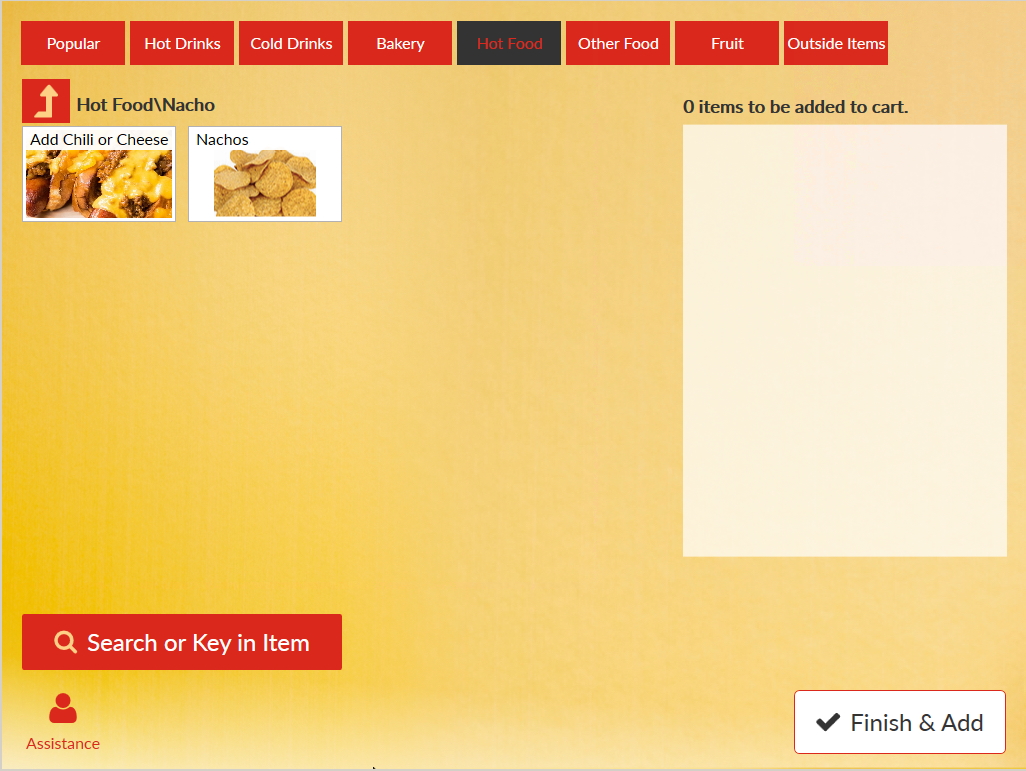 Popular
Hot Drinks
Cold Drinks
Bakery
Hot Food
Other Food
Fruit
Outside Items
Hot Food\Nacho
0 items to be added to cart.
Add Chili or Cheese
Nachos
Search or Key in Item
Assistance
Finish & Add